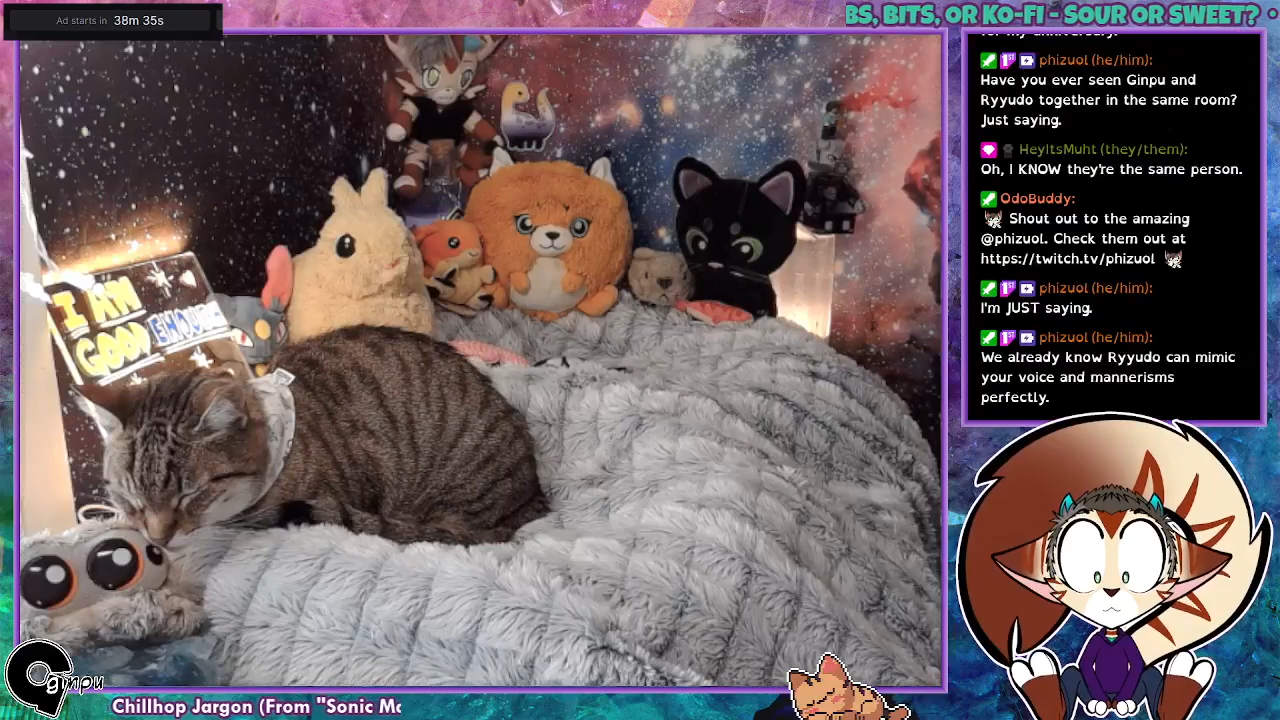 Ad starts in 38m 35s
BS, BITS, OR KO-FI - SOUR OR SWEET? •
phizuol (he/him):
Have you ever seen Ginpu and
Ryyudo together in the same room?
Just saying.
HeyItsMuht (they/them):
Oh, I KNOW they're the same person.
OdoBuddy:
Shout out to the amazing
@phizuol. Check them out at
https://twitch.tv/phizuol
phizuol (he/him):
I'm JUST saying.
phizuol (he/him):
We already know Ryyudo can mimic
your voice and mannerisms
perfectly.
I AM
GOOD ENOUGH
ginpu
Chillhop Jargon (From "Sonic Ma